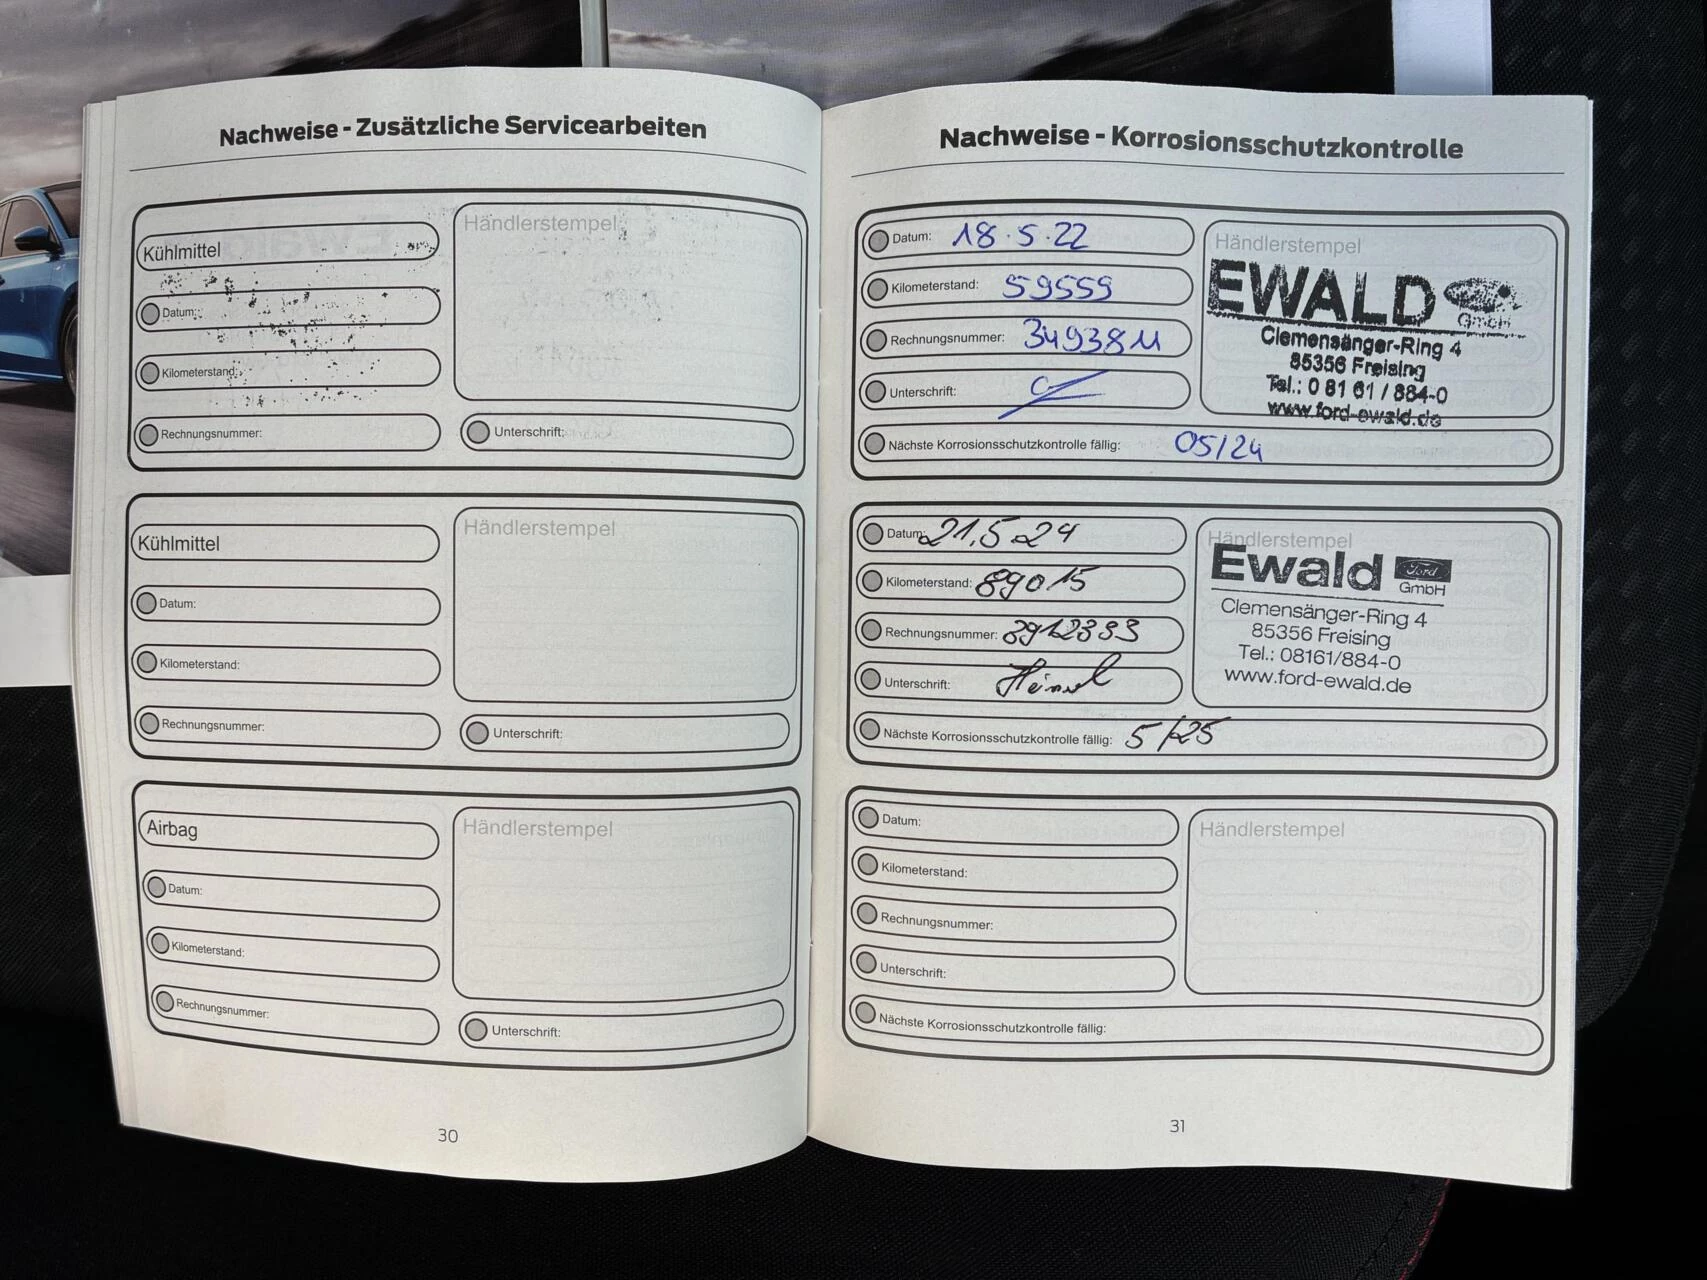 Nachweise - Zusätzliche Servicearbeiten
Kühlmittel
Händlerstempel
Datum:
Kilometerstand:
Rechnungsnummer:
Unterschrift:
Kühlmittel
Händlerstempel
Datum:
Kilometerstand:
Rechnungsnummer:
Unterschrift:
Airbag
Händlerstempel
Datum:
Kilometerstand:
Rechnungsnummer:
Unterschrift:
30
Nachweise - Korrosionsschutzkontrolle
Datum: 18.5.22
Kilometerstand: 59559
Rechnungsnummer:
Unterschrift:
Nächste Korrosionsschutzkontrolle fällig: 05/24
Händlerstempel
EWALD
GmbH
Clemensänger-Ring 4
85356 Freising
Tel.: 0 81 61 / 884-0
www.ford-ewald.de
Datum: 21.5.24
Kilometerstand: 89015
Rechnungsnummer:
Unterschrift:
Nächste Korrosionsschutzkontrolle fällig: 5/25
Händlerstempel
Ewald Ford
GmbH
Clemensänger-Ring 4
85356 Freising
Tel.: 08161/884-0
www.ford-ewald.de
Datum:
Kilometerstand:
Rechnungsnummer:
Unterschrift:
Nächste Korrosionsschutzkontrolle fällig:
Händlerstempel
31